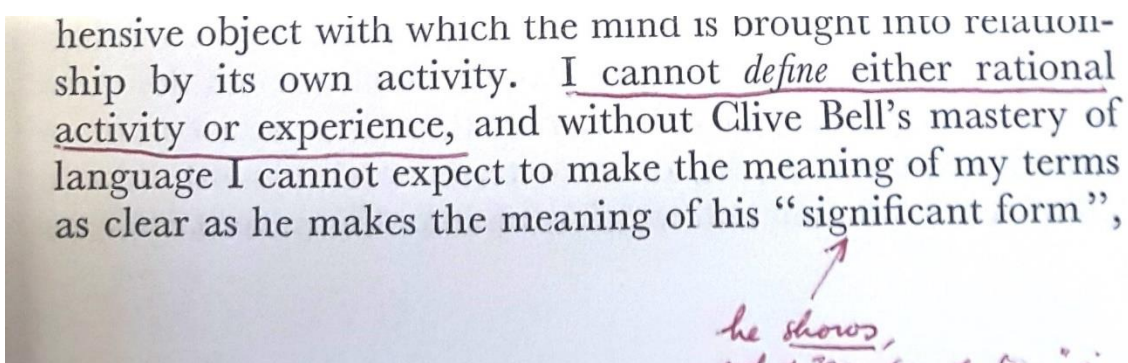 hensive object with which the mind is brought into relation-
ship by its own activity. I cannot define either rational
activity or experience, and without Clive Bell’s mastery of
language I cannot expect to make the meaning of my terms
as clear as he makes the meaning of his “significant form”,
he shows,